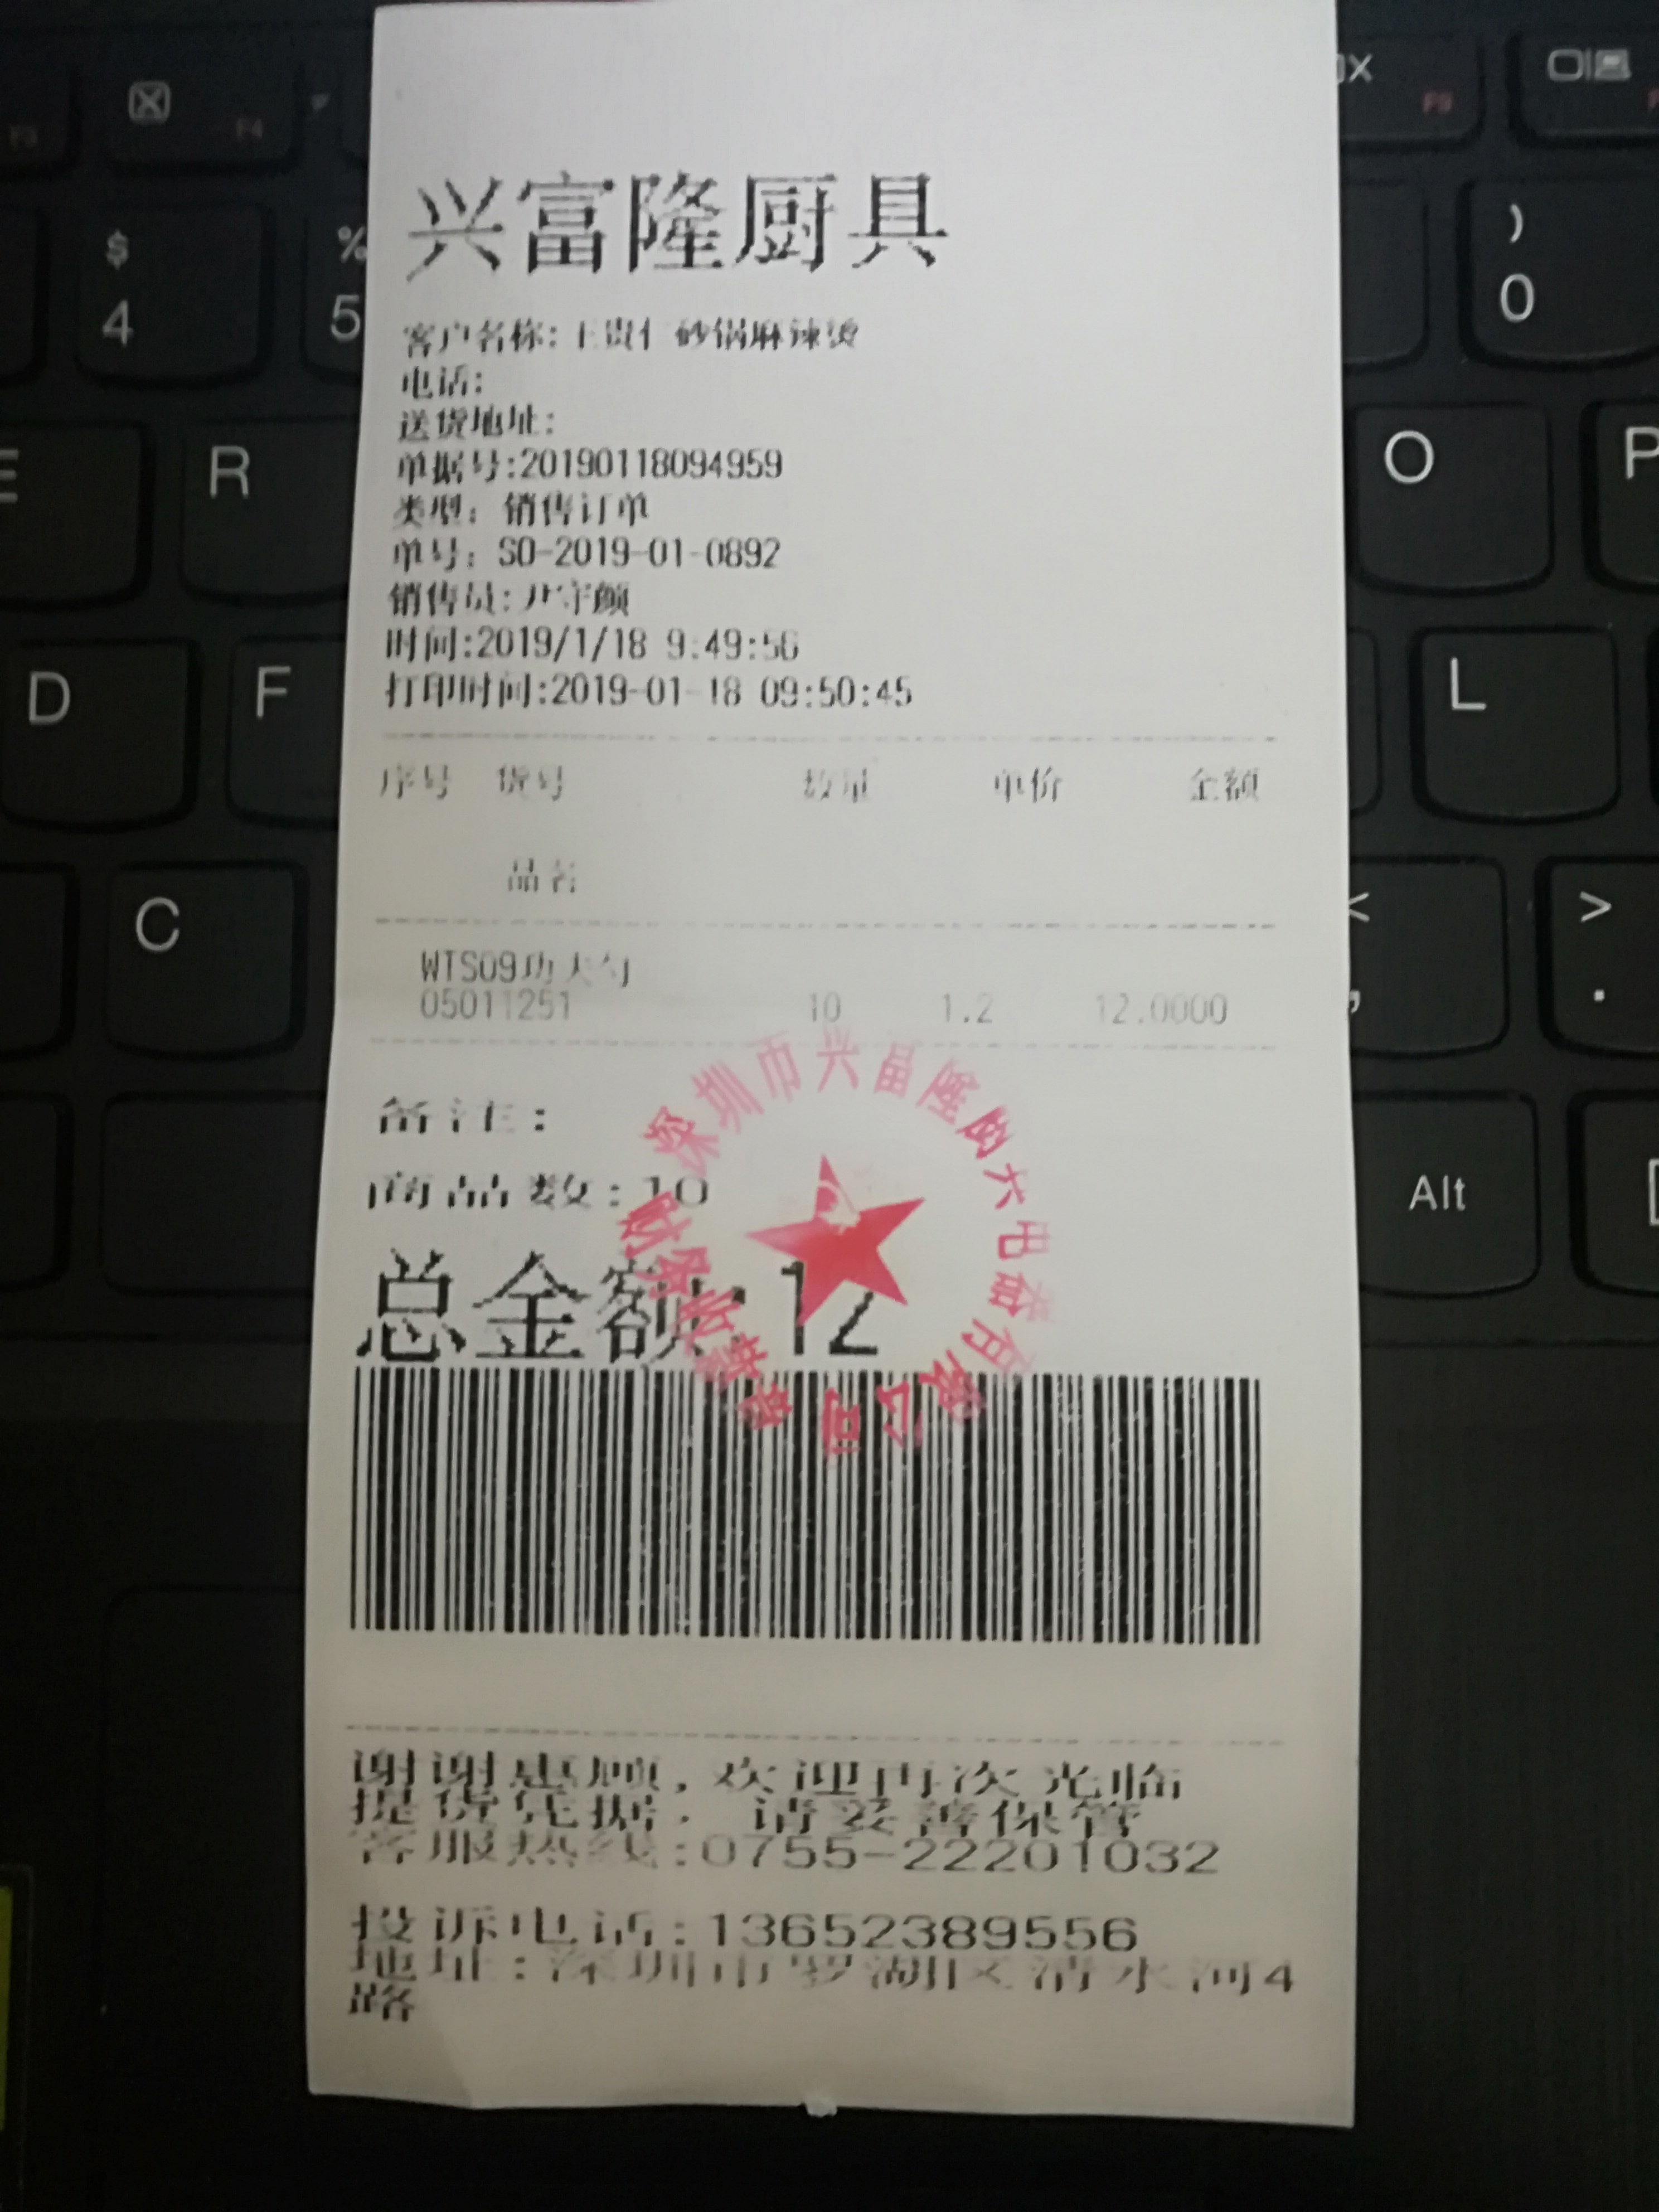 兴富隆厨具
客户名称:王贵仁砂锅麻辣烫
电话:
送货地址:
单据号:20190118094959
类型: 销售订单
单号: SO-2019-01-0892
销售员:尹守颜
时间:2019/1/18 9:49:56
打印时间:2019-01-18 09:50:45
序号 货号 数量 单价 金额
品名
WTS09功夫勺
05011251 10 1.2 12.0000
备注:
商品数:10
总金额:12
深圳市兴富隆厨具电器有限公司
财务收款章
谢谢惠顾,欢迎再次光临
提货凭据, 请妥善保管
客服热线:0755-22201032
投诉电话:13652389556
地址:深圳市罗湖区清水河4
路
$
4
%
5
)
0
E
R
O
P
D
F
L
C
<
,
>
.
Alt
F4
F9